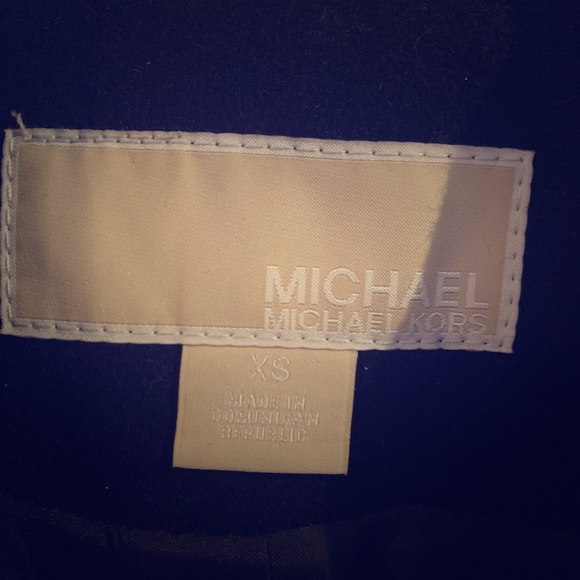 MICHAEL
MICHAEL KORS
XS
MADE IN
DOMINICAN
REPUBLIC